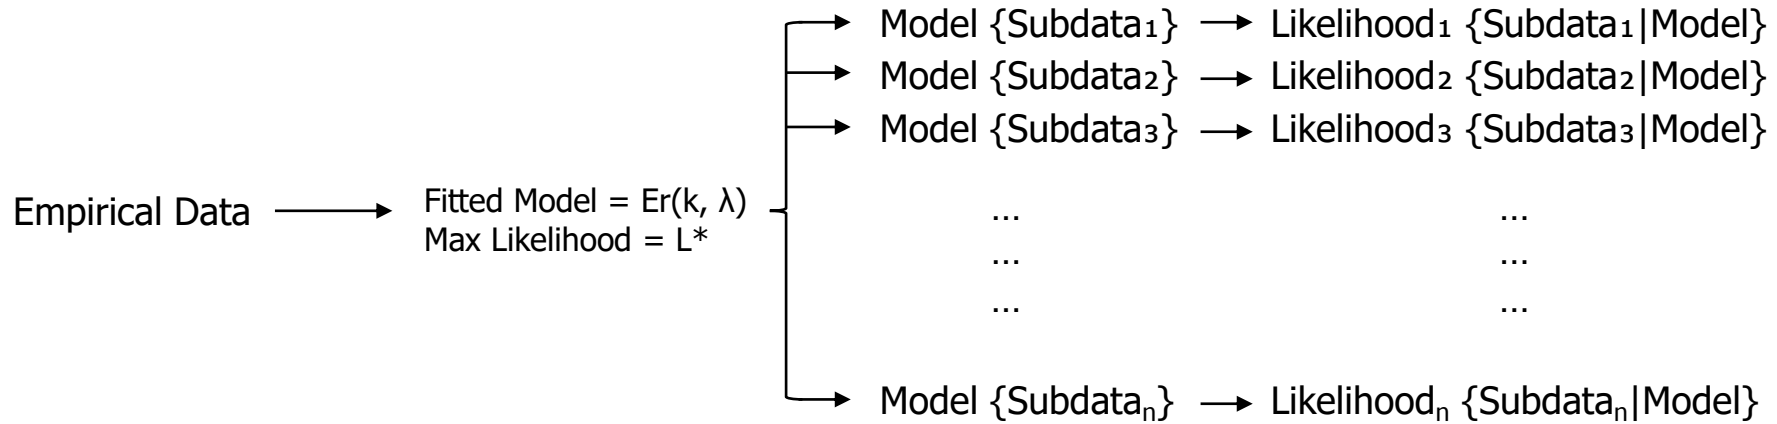 Model {Subdata₁} Likelihood₁ {Subdata₁|Model}
Model {Subdata₂} Likelihood₂ {Subdata₂|Model}
Model {Subdata₃} Likelihood₃ {Subdata₃|Model}
Empirical Data
Fitted Model = Er(k, λ)
Max Likelihood = L*
... ...
... ...
... ...
Model {Subdataₙ} Likelihoodₙ {Subdataₙ|Model}